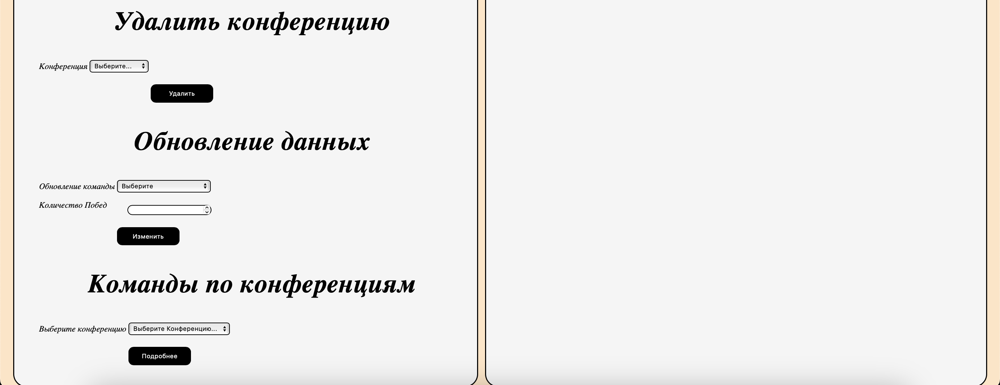 Удалить конференцию
Конференция Выберите...
Удалить
Обновление данных
Обновление команды Выберите
Количество Побед
Изменить
Команды по конференциям
Выберите конференцию Выберите Конференцию...
Подробнее